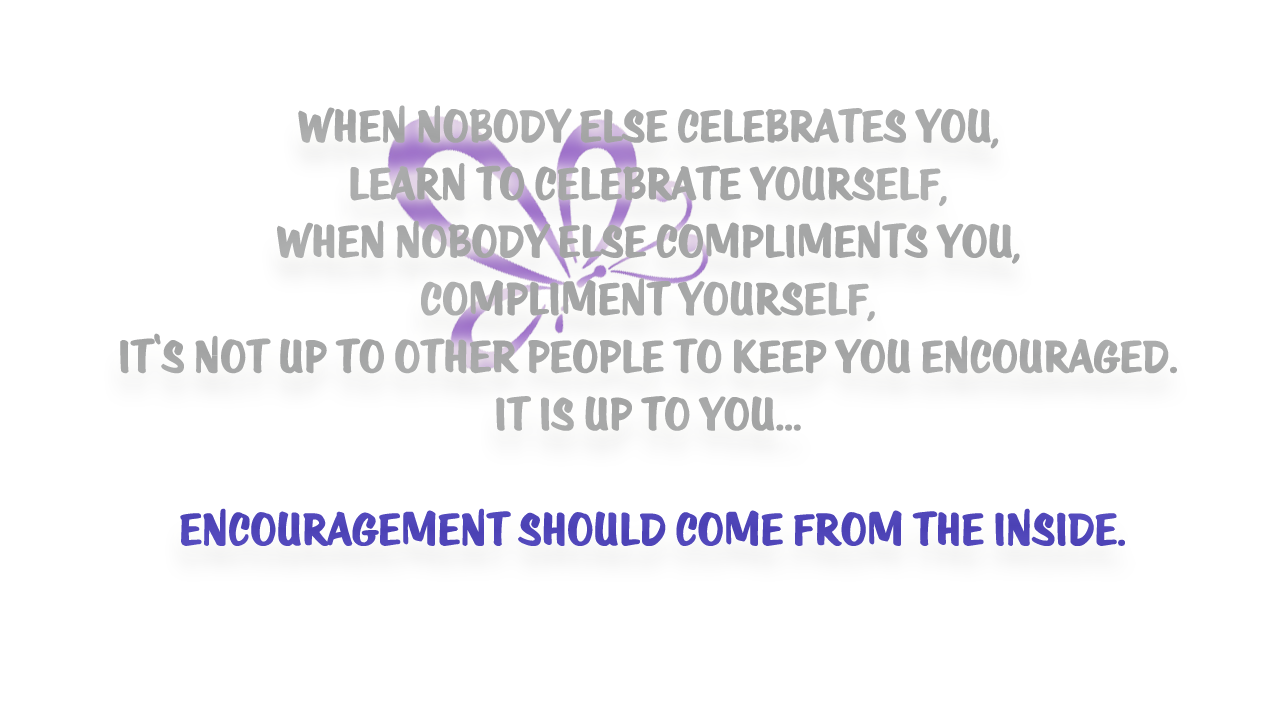 WHEN NOBODY ELSE CELEBRATES YOU,
LEARN TO CELEBRATE YOURSELF,
WHEN NOBODY ELSE COMPLIMENTS YOU,
COMPLIMENT YOURSELF,
IT'S NOT UP TO OTHER PEOPLE TO KEEP YOU ENCOURAGED.
IT IS UP TO YOU...
ENCOURAGEMENT SHOULD COME FROM THE INSIDE.